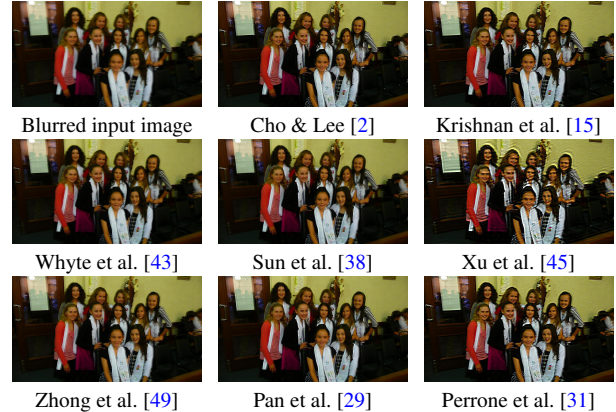 Blurred input image
Cho & Lee [2]
Krishnan et al. [15]
Whyte et al. [43]
Sun et al. [38]
Xu et al. [45]
Zhong et al. [49]
Pan et al. [29]
Perrone et al. [31]